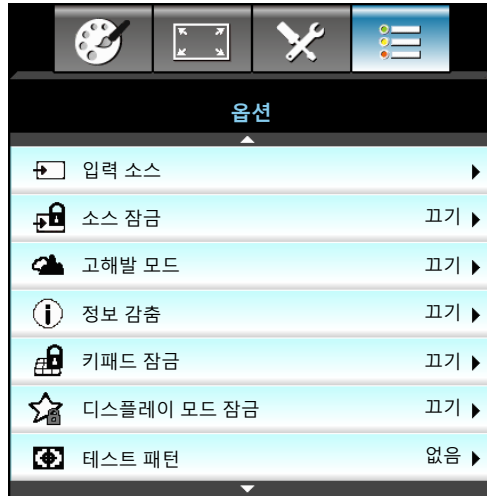 옵션
입력 소스
소스 잠금 끄기
고해발 모드 끄기
정보 감춤 끄기
키패드 잠금 끄기
디스플레이 모드 잠금 끄기
테스트 패턴 없음